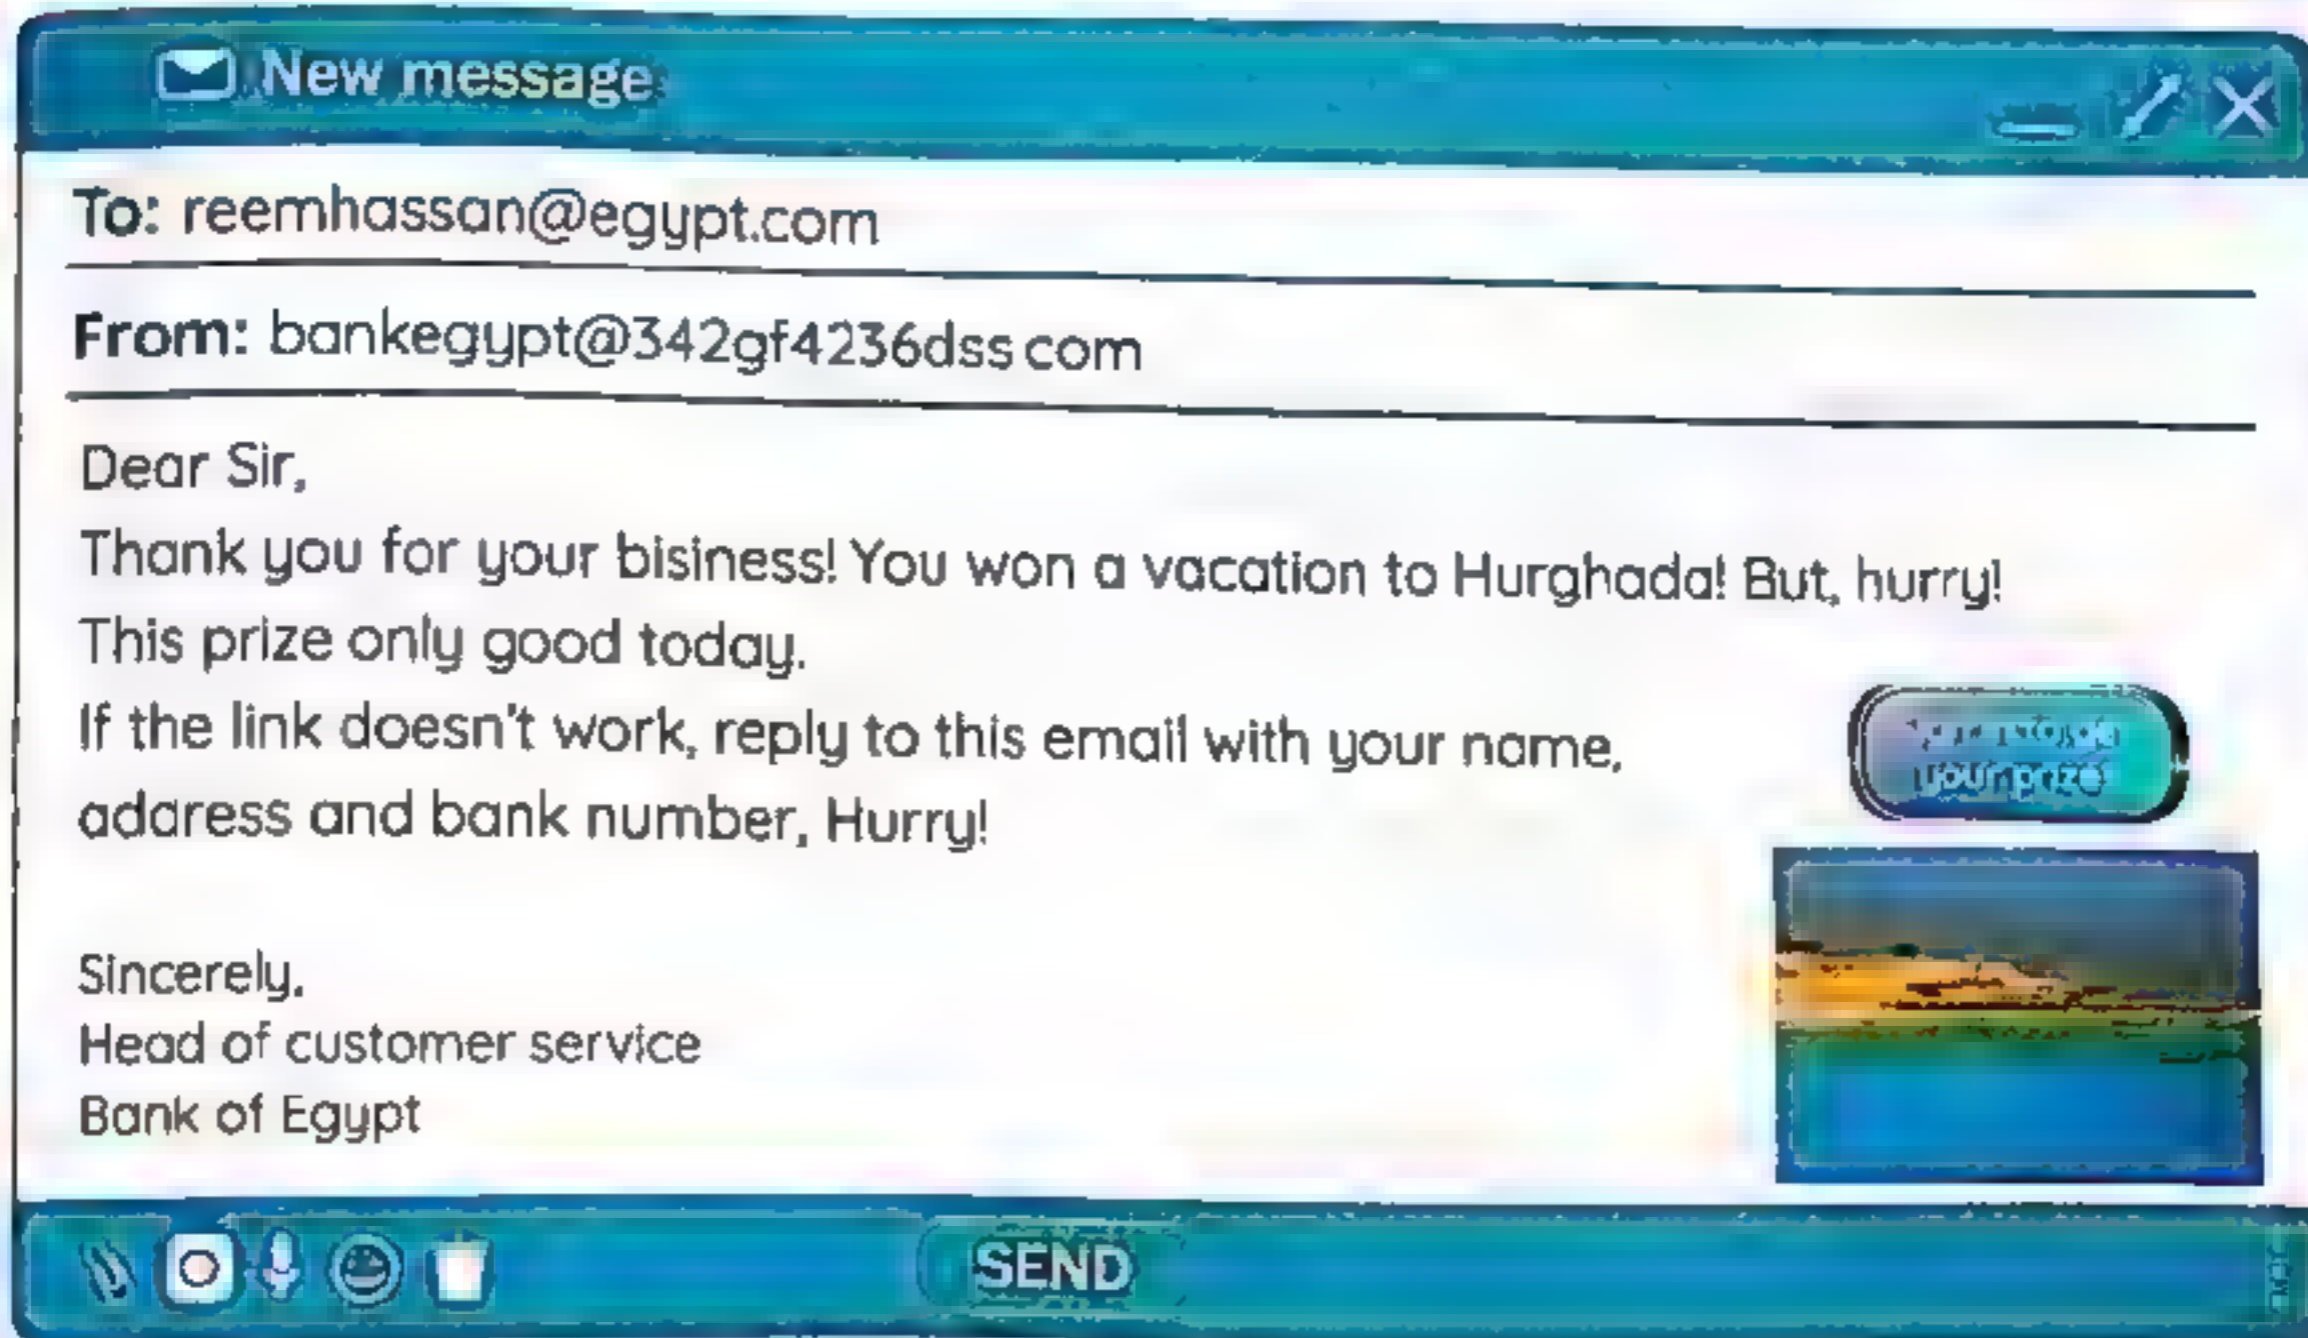 New message
To: reemhassan@egypt.com
From: bankegypt@342gf4236dss com
Dear Sir,
Thank you for your bisiness! You won a vacation to Hurghada! But, hurry!
This prize only good today.
If the link doesn't work, reply to this email with your name,
adaress and bank number, Hurry!
your prize
Sincerely,
Head of customer service
Bank of Egypt
SEND